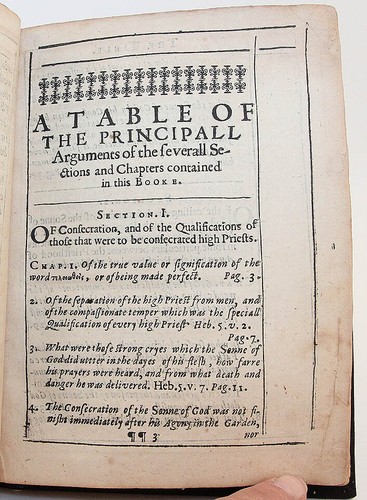 A TABLE OF
THE PRINCIPALL
Arguments of the ſeverall Se-
ctions and Chapters contained
in this BOOKE.
SECTION. I.
OF Conſecration, and of the Qualifications of
thoſe that were to be conſecrated high Prieſts.
CHAP. 1. Of the true value or ſignification of the
word τελειωθεὶς, or of being made perfect. Pag. 3.
2. Of the ſeparation of the high Prieſt from men, and
of the compaſſionate temper which was the ſpeciall
Qualification of every high Prieſt Heb. 5. v. 2.
Pag. 7.
3. What were thoſe ſtrong cryes which the Sonne of
God did utter in the dayes of his fleſh, how farre
his prayers were heard, and from what death and
danger he was delivered. Heb. 5. v. 7. Pag. 11.
4. The Conſecration of the Sonne of God was not fi-
niſht immediately after his Agony in the Garden,
¶¶ 3 nor